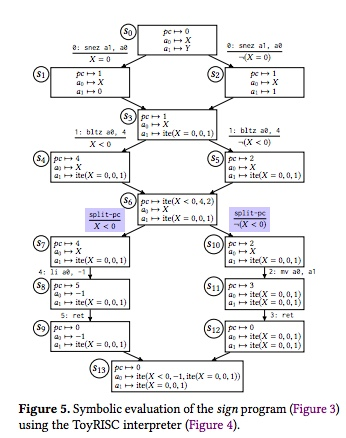 S0
pc ↦ 0
a0 ↦ X
a1 ↦ Y
0: snez a1, a0
X = 0
0: snez a1, a0
¬(X = 0)
S1
pc ↦ 1
a0 ↦ X
a1 ↦ 0
S2
pc ↦ 1
a0 ↦ X
a1 ↦ 1
S3
pc ↦ 1
a0 ↦ X
a1 ↦ ite(X = 0, 0, 1)
1: bltz a0, 4
X < 0
1: bltz a0, 4
¬(X < 0)
S4
pc ↦ 4
a0 ↦ X
a1 ↦ ite(X = 0, 0, 1)
S5
pc ↦ 2
a0 ↦ X
a1 ↦ ite(X = 0, 0, 1)
S6
pc ↦ ite(X < 0, 4, 2)
a0 ↦ X
a1 ↦ ite(X = 0, 0, 1)
split-pc
X < 0
split-pc
¬(X < 0)
S7
pc ↦ 4
a0 ↦ X
a1 ↦ ite(X = 0, 0, 1)
S10
pc ↦ 2
a0 ↦ X
a1 ↦ ite(X = 0, 0, 1)
4: li a0, -1
2: mv a0, a1
S8
pc ↦ 5
a0 ↦ −1
a1 ↦ ite(X = 0, 0, 1)
S11
pc ↦ 3
a0 ↦ ite(X = 0, 0, 1)
a1 ↦ ite(X = 0, 0, 1)
5: ret
3: ret
S9
pc ↦ 0
a0 ↦ −1
a1 ↦ ite(X = 0, 0, 1)
S12
pc ↦ 0
a0 ↦ ite(X = 0, 0, 1)
a1 ↦ ite(X = 0, 0, 1)
S13
pc ↦ 0
a0 ↦ ite(X < 0, −1, ite(X = 0, 0, 1))
a1 ↦ ite(X = 0, 0, 1)
Figure 5. Symbolic evaluation of the sign program (Figure 3)
using the ToyRISC interpreter (Figure 4).